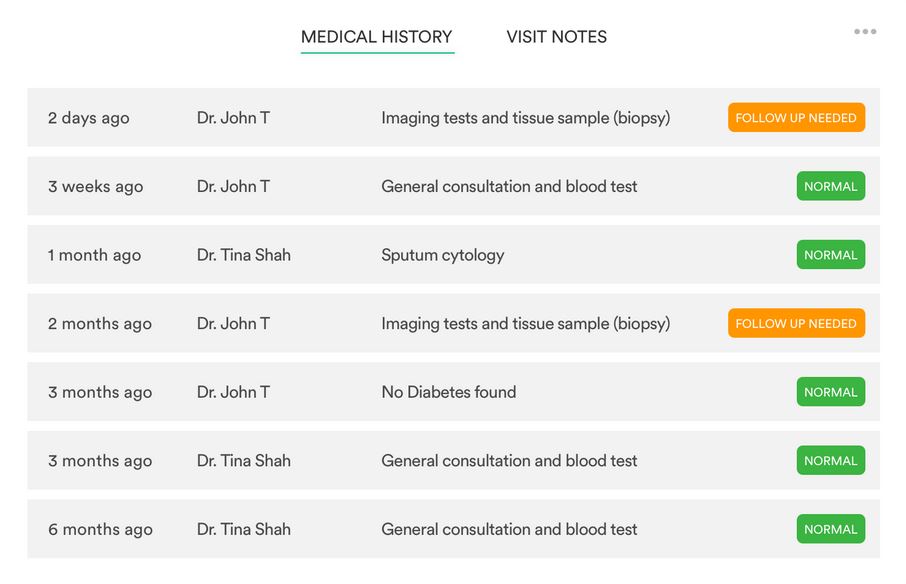 MEDICAL HISTORY VISIT NOTES
2 days ago Dr. John T Imaging tests and tissue sample (biopsy) FOLLOW UP NEEDED
3 weeks ago Dr. John T General consultation and blood test NORMAL
1 month ago Dr. Tina Shah Sputum cytology NORMAL
2 months ago Dr. John T Imaging tests and tissue sample (biopsy) FOLLOW UP NEEDED
3 months ago Dr. John T No Diabetes found NORMAL
3 months ago Dr. Tina Shah General consultation and blood test NORMAL
6 months ago Dr. Tina Shah General consultation and blood test NORMAL